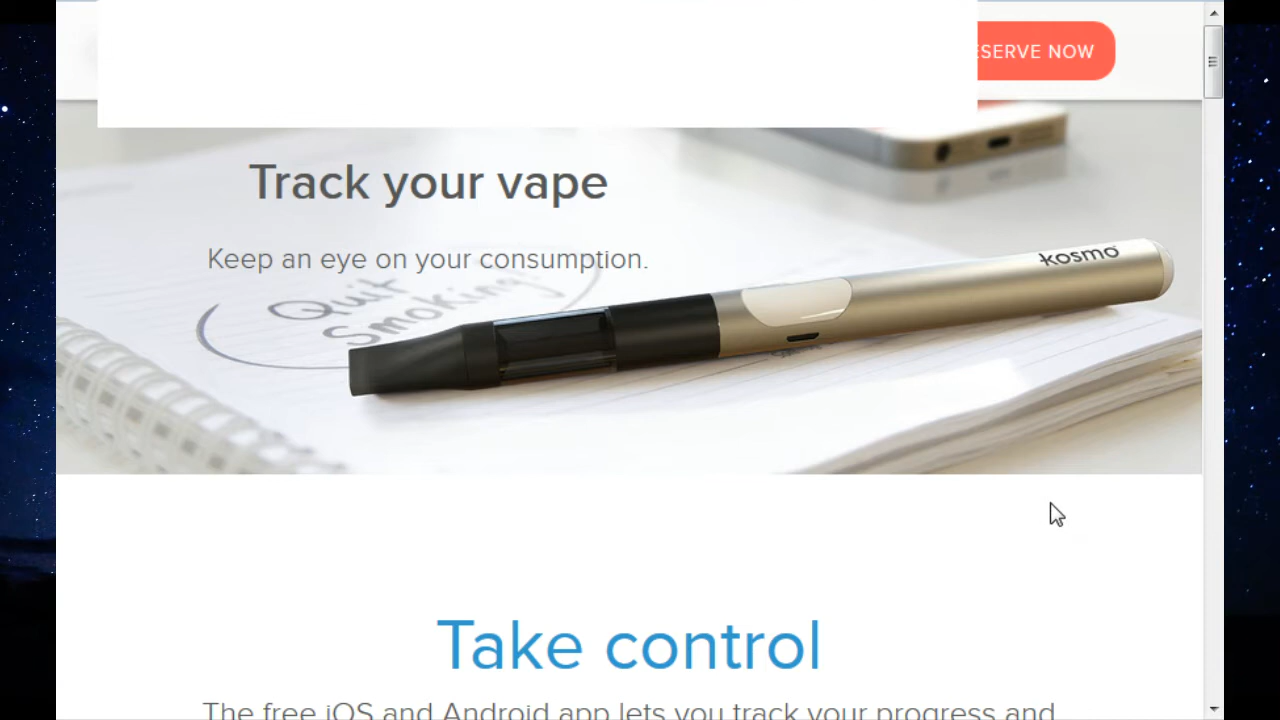 ESERVE NOW
Track your vape
Keep an eye on your consumption.
kosmo
Quit
Smoking!
Take control
The free iOS and Android app lets you track your progress and